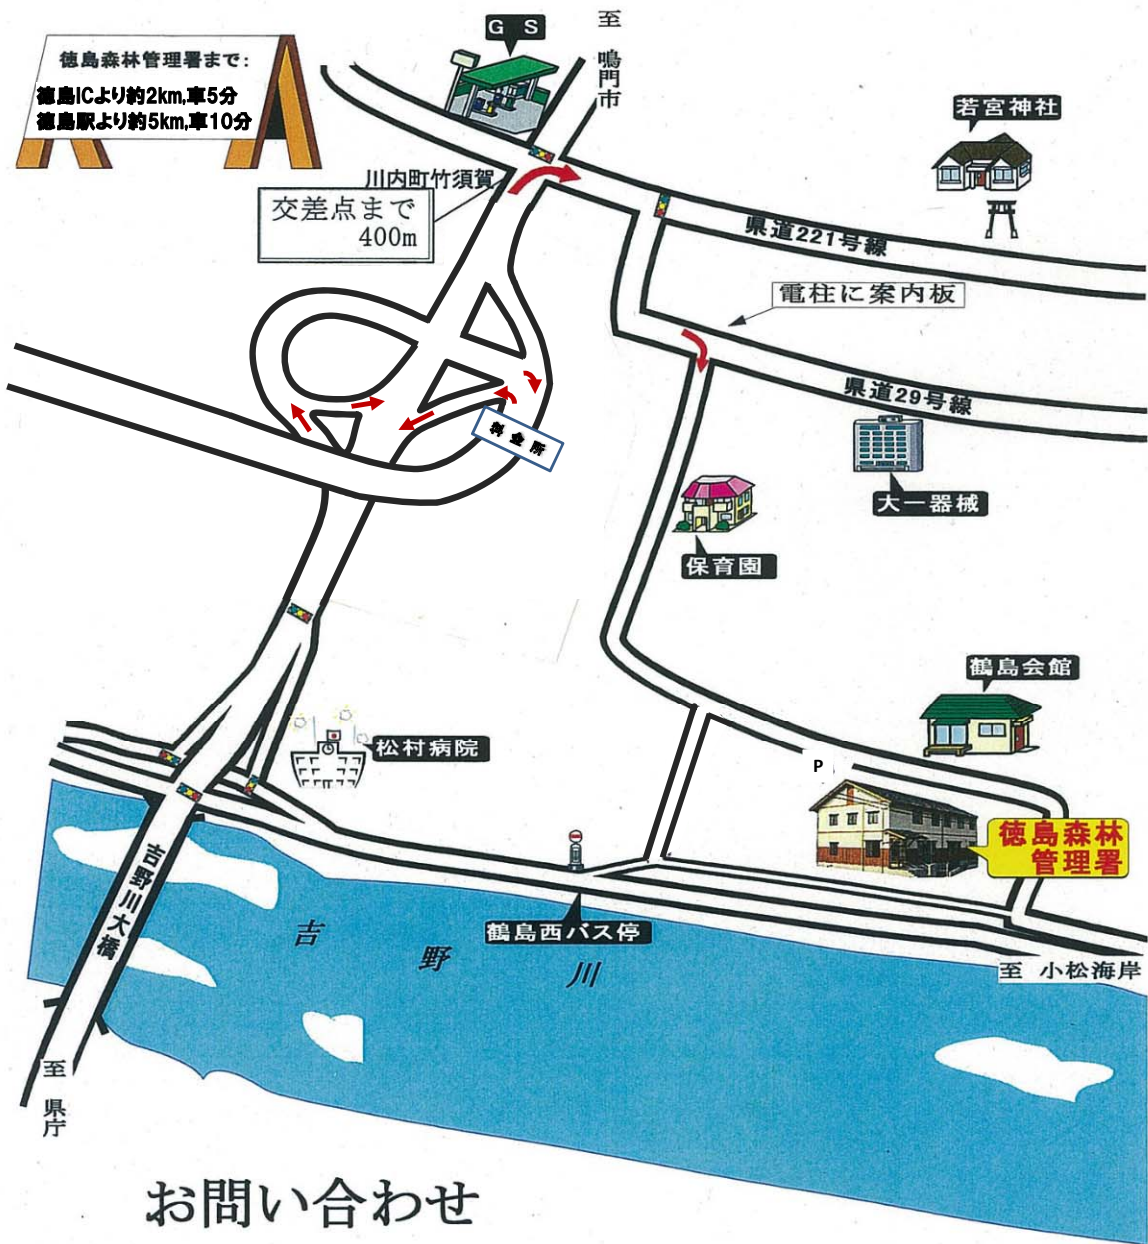 G S
至 鳴門市
徳島森林管理署まで:
徳島ICより約2km,車5分
徳島駅より約5km,車10分
若宮神社
川内町竹須賀
交差点まで
400m
県道221号線
電柱に案内板
県道29号線
料金所
大一器械
保育園
鶴島会館
松村病院
P
徳島森林
管理署
吉野川大橋
鶴島西バス停
吉野川
至 小松海岸
至 県庁
お問い合わせ